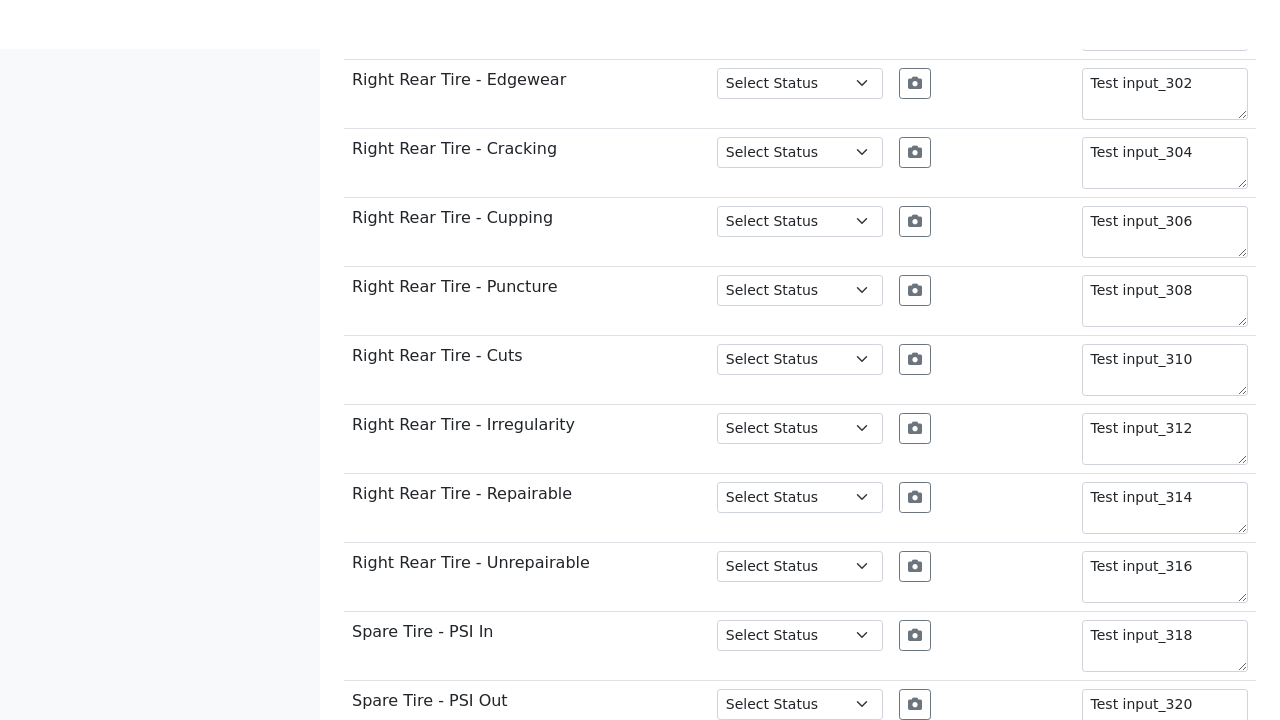 Right Rear Tire - Edgewear Select Status Test input_302
Right Rear Tire - Cracking Select Status Test input_304
Right Rear Tire - Cupping Select Status Test input_306
Right Rear Tire - Puncture Select Status Test input_308
Right Rear Tire - Cuts Select Status Test input_310
Right Rear Tire - Irregularity Select Status Test input_312
Right Rear Tire - Repairable Select Status Test input_314
Right Rear Tire - Unrepairable Select Status Test input_316
Spare Tire - PSI In Select Status Test input_318
Spare Tire - PSI Out Select Status Test input_320